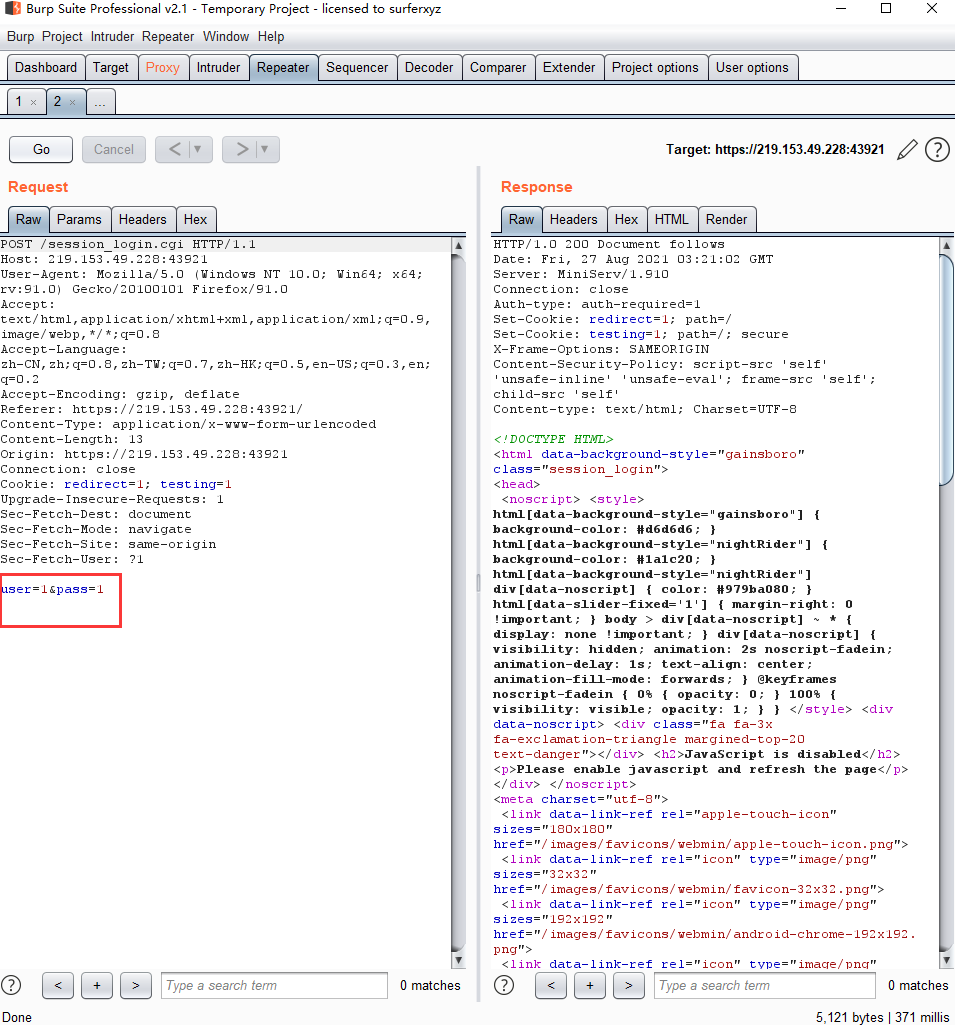 Burp Suite Professional v2.1 - Temporary Project - licensed to surferxyz
Burp Project Intruder Repeater Window Help
Dashboard Target Proxy Intruder Repeater Sequencer Decoder Comparer Extender Project options User options
1 × 2 × ...
Go Cancel < ▼ > ▼ Target: https://219.153.49.228:43921 ?
Request
Raw Params Headers Hex
POST /session_login.cgi HTTP/1.1
Host: 219.153.49.228:43921
User-Agent: Mozilla/5.0 (Windows NT 10.0; Win64; x64;
rv:91.0) Gecko/20100101 Firefox/91.0
Accept:
text/html,application/xhtml+xml,application/xml;q=0.9,
image/webp,*/*;q=0.8
Accept-Language:
zh-CN,zh;q=0.8,zh-TW;q=0.7,zh-HK;q=0.5,en-US;q=0.3,en;
q=0.2
Accept-Encoding: gzip, deflate
Referer: https://219.153.49.228:43921/
Content-Type: application/x-www-form-urlencoded
Content-Length: 13
Origin: https://219.153.49.228:43921
Connection: close
Cookie: redirect=1; testing=1
Upgrade-Insecure-Requests: 1
Sec-Fetch-Dest: document
Sec-Fetch-Mode: navigate
Sec-Fetch-Site: same-origin
Sec-Fetch-User: ?1
user=1&pass=1
? < + > Type a search term 0 matches
Response
Raw Headers Hex HTML Render
HTTP/1.0 200 Document follows
Date: Fri, 27 Aug 2021 03:21:02 GMT
Server: MiniServ/1.910
Connection: close
Auth-type: auth-required=1
Set-Cookie: redirect=1; path=/
Set-Cookie: testing=1; path=/; secure
X-Frame-Options: SAMEORIGIN
Content-Security-Policy: script-src 'self'
'unsafe-inline' 'unsafe-eval'; frame-src 'self';
child-src 'self'
Content-type: text/html; Charset=UTF-8
<!DOCTYPE HTML>
<html data-background-style="gainsboro"
class="session_login">
<head>
<noscript> <style>
html[data-background-style="gainsboro"] {
background-color: #d6d6d6; }
html[data-background-style="nightRider"] {
background-color: #1a1c20; }
html[data-background-style="nightRider"]
div[data-noscript] { color: #979ba080; }
html[data-slider-fixed='1'] { margin-right: 0
!important; } body > div[data-noscript] ~ * {
display: none !important; } div[data-noscript] {
visibility: hidden; animation: 2s noscript-fadein;
animation-delay: 1s; text-align: center;
animation-fill-mode: forwards; } @keyframes
noscript-fadein { 0% { opacity: 0; } 100% {
visibility: visible; opacity: 1; } } </style> <div
data-noscript> <div class="fa fa-3x
fa-exclamation-triangle margined-top-20
text-danger"></div> <h2>JavaScript is disabled</h2>
<p>Please enable javascript and refresh the page</p>
</div> </noscript>
<meta charset="utf-8">
<link data-link-ref rel="apple-touch-icon"
sizes="180x180"
href="/images/favicons/webmin/apple-touch-icon.png">
<link data-link-ref rel="icon" type="image/png"
sizes="32x32"
href="/images/favicons/webmin/favicon-32x32.png">
<link data-link-ref rel="icon" type="image/png"
sizes="192x192"
href="/images/favicons/webmin/android-chrome-192x192.
png">
<link data-link-ref rel="icon" type="image/png"
? < + > Type a search term 0 matches
Done 5,121 bytes | 371 millis